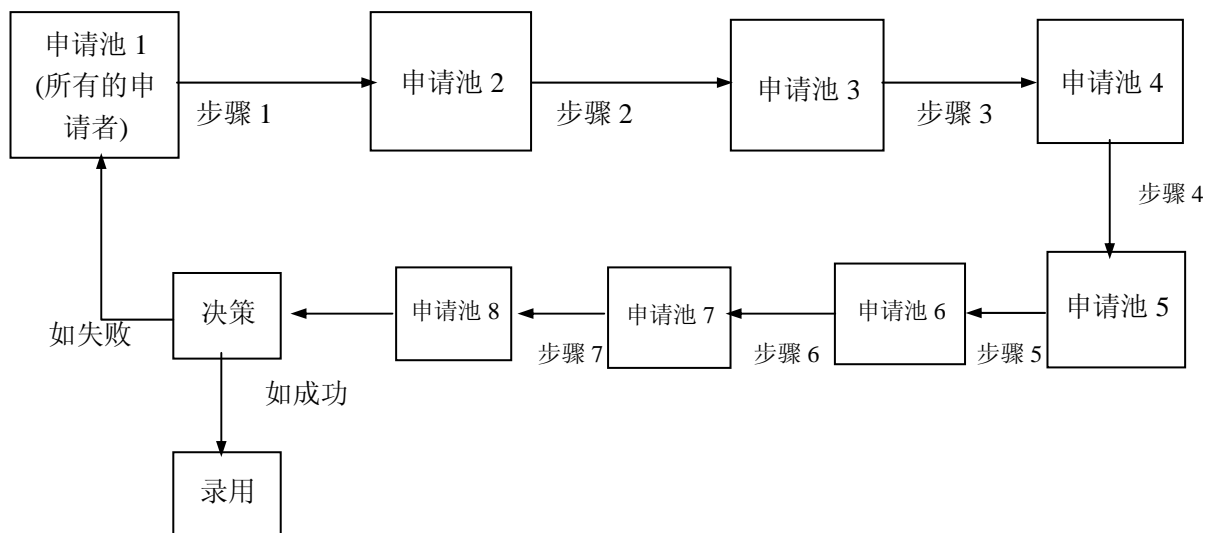 申请池 1
(所有的申
请者)
步骤 1
申请池 2
步骤 2
申请池 3
步骤 3
申请池 4
步骤 4
申请池 5
步骤 5
申请池 6
步骤 6
申请池 7
步骤 7
申请池 8
决策
如失败
如成功
录用